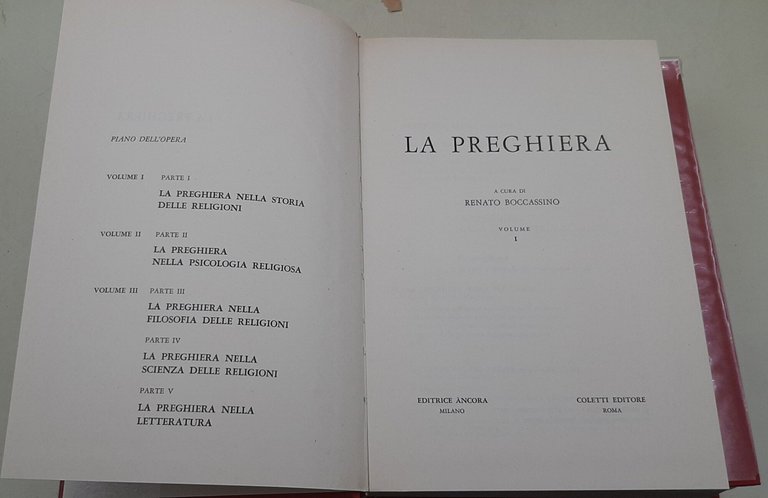 PIANO DELL'OPERA
VOLUME I PARTE I
LA PREGHIERA NELLA STORIA
DELLE RELIGIONI
VOLUME II PARTE II
LA PREGHIERA
NELLA PSICOLOGIA RELIGIOSA
VOLUME III PARTE III
LA PREGHIERA NELLA
FILOSOFIA DELLE RELIGIONI
PARTE IV
LA PREGHIERA NELLA
SCIENZA DELLE RELIGIONI
PARTE V
LA PREGHIERA NELLA
LETTERATURA
LA PREGHIERA
A CURA DI
RENATO BOCCASSINO
VOLUME
I
EDITRICE ÀNCORA
MILANO
COLETTI EDITORE
ROMA